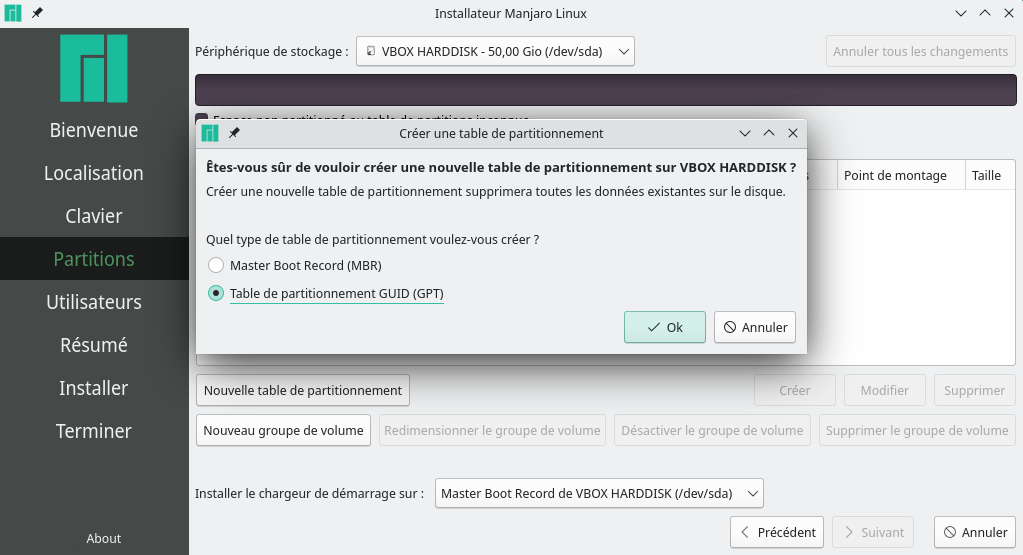 Installateur Manjaro Linux
Bienvenue
Localisation
Clavier
Partitions
Utilisateurs
Résumé
Installer
Terminer
About
Périphérique de stockage :
VBOX HARDDISK - 50,00 Gio (/dev/sda)
Annuler tous les changements
Créer une table de partitionnement
Êtes-vous sûr de vouloir créer une nouvelle table de partitionnement sur VBOX HARDDISK ?
Créer une nouvelle table de partitionnement supprimera toutes les données existantes sur le disque.
Quel type de table de partitionnement voulez-vous créer ?
Master Boot Record (MBR)
Table de partitionnement GUID (GPT)
Ok
Annuler
Point de montage
Taille
Nouvelle table de partitionnement
Créer
Modifier
Supprimer
Nouveau groupe de volume
Redimensionner le groupe de volume
Désactiver le groupe de volume
Supprimer le groupe de volume
Installer le chargeur de démarrage sur :
Master Boot Record de VBOX HARDDISK (/dev/sda)
Précédent
Suivant
Annuler